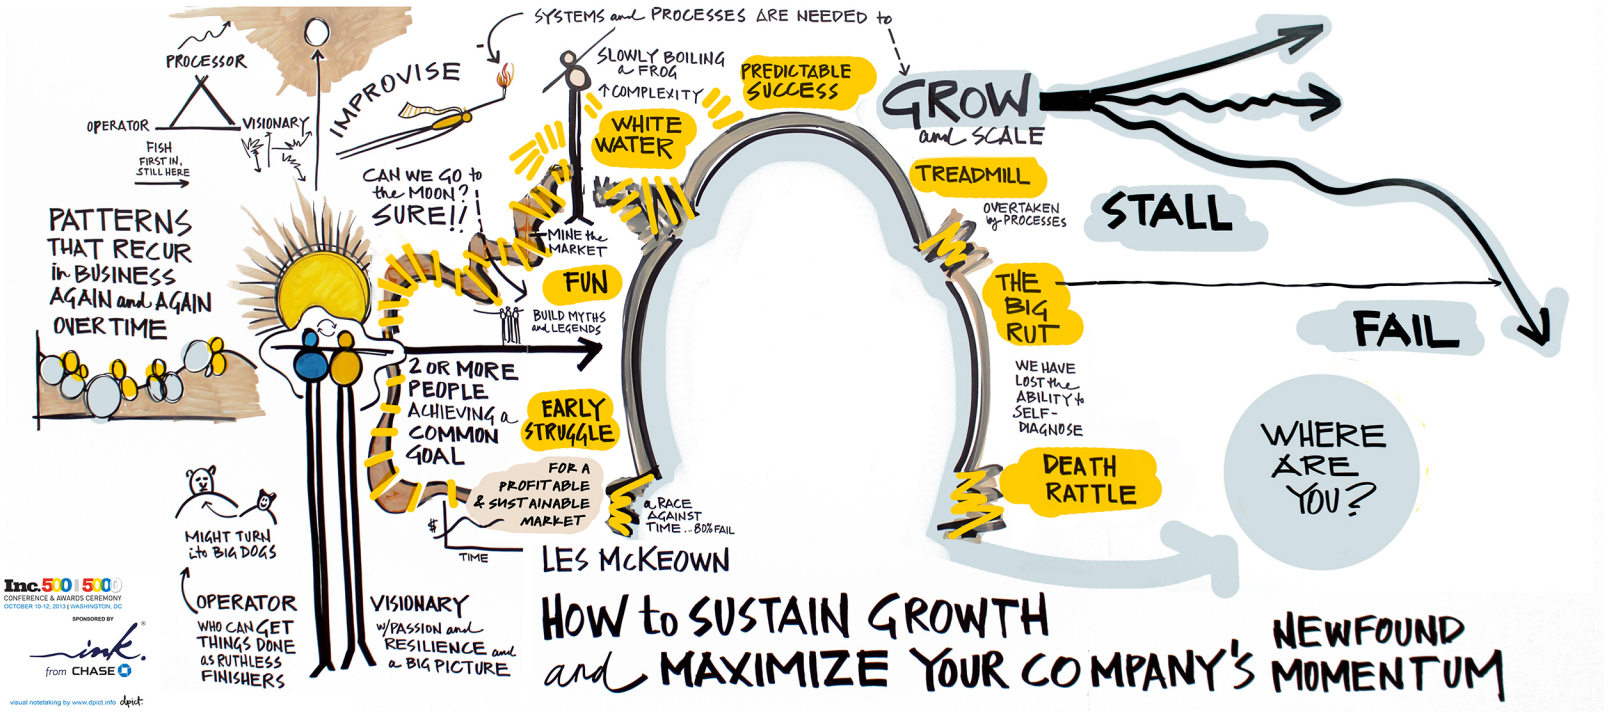 SYSTEMS and PROCESSES ARE NEEDED to
PROCESSOR
OPERATOR
VISIONARY
FISH
FIRST IN,
STILL HERE
PATTERNS
THAT RECUR
in BUSINESS
AGAIN and AGAIN
OVER TIME
IMPROVISE
CAN WE GO to
the MOON?
SURE!!
SLOWLY BOILING
a FROG
↑ COMPLEXITY
WHITE
WATER
PREDICTABLE
SUCCESS
GROW
and SCALE
TREADMILL
OVERTAKEN
by PROCESSES
STALL
MINE the
MARKET
FUN
BUILD MYTHS
and LEGENDS
THE
BIG
RUT
FAIL
WE HAVE
LOST the
ABILITY to
SELF-
DIAGNOSE
2 OR MORE
PEOPLE
ACHIEVING a
COMMON
GOAL
EARLY
STRUGGLE
FOR A
PROFITABLE
& SUSTAINABLE
MARKET
$
TIME
a RACE
AGAINST
TIME...80% FAIL
DEATH
RATTLE
WHERE
ARE
YOU?
MIGHT TURN
into BIG DOGS
OPERATOR
WHO CAN GET
THINGS DONE
as RUTHLESS
FINISHERS
VISIONARY
w/PASSION and
RESILIENCE and
a BIG PICTURE
LES McKEOWN
HOW to SUSTAIN GROWTH
and MAXIMIZE YOUR COMPANY'S NEWFOUND
MOMENTUM
Inc. 500|5000
CONFERENCE & AWARDS CEREMONY
OCTOBER 10-12, 2013 | WASHINGTON, DC
SPONSORED BY
ink.®
from CHASE
visual notetaking by www.dpict.info dpict.